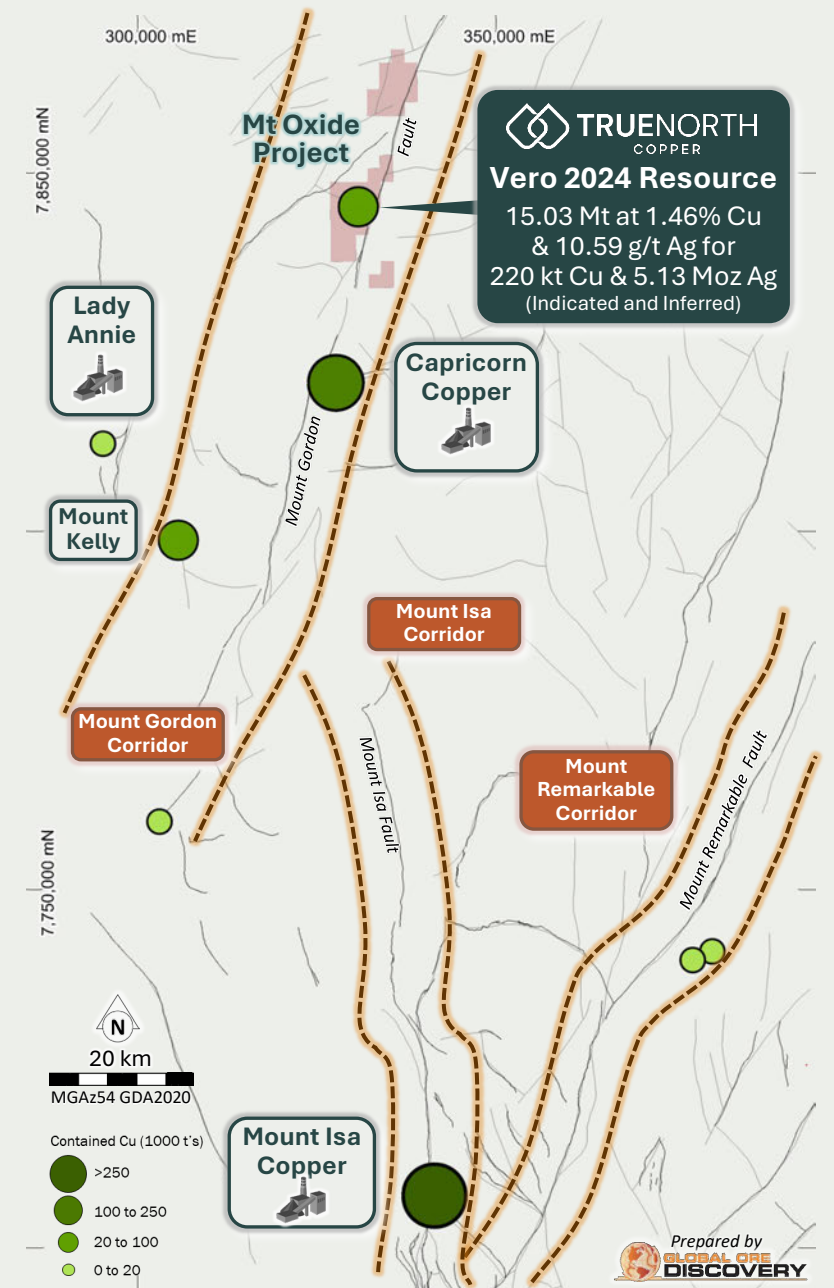 300,000 mE
350,000 mE
7,850,000 mN
Mt Oxide
Project
Fault
TRUENORTH
COPPER
Vero 2024 Resource
15.03 Mt at 1.46% Cu
& 10.59 g/t Ag for
220 kt Cu & 5.13 Moz Ag
(Indicated and Inferred)
Lady
Annie
Capricorn
Copper
Mount Gordon
Mount
Kelly
Mount Isa
Corridor
Mount Gordon
Corridor
Mount Isa Fault
Mount
Remarkable
Corridor
Mount Remarkable Fault
7,750,000 mN
N
20 km
MGAz54 GDA2020
Contained Cu (1000 t's)
>250
100 to 250
20 to 100
0 to 20
Mount Isa
Copper
Prepared by
GLOBAL ORE
DISCOVERY